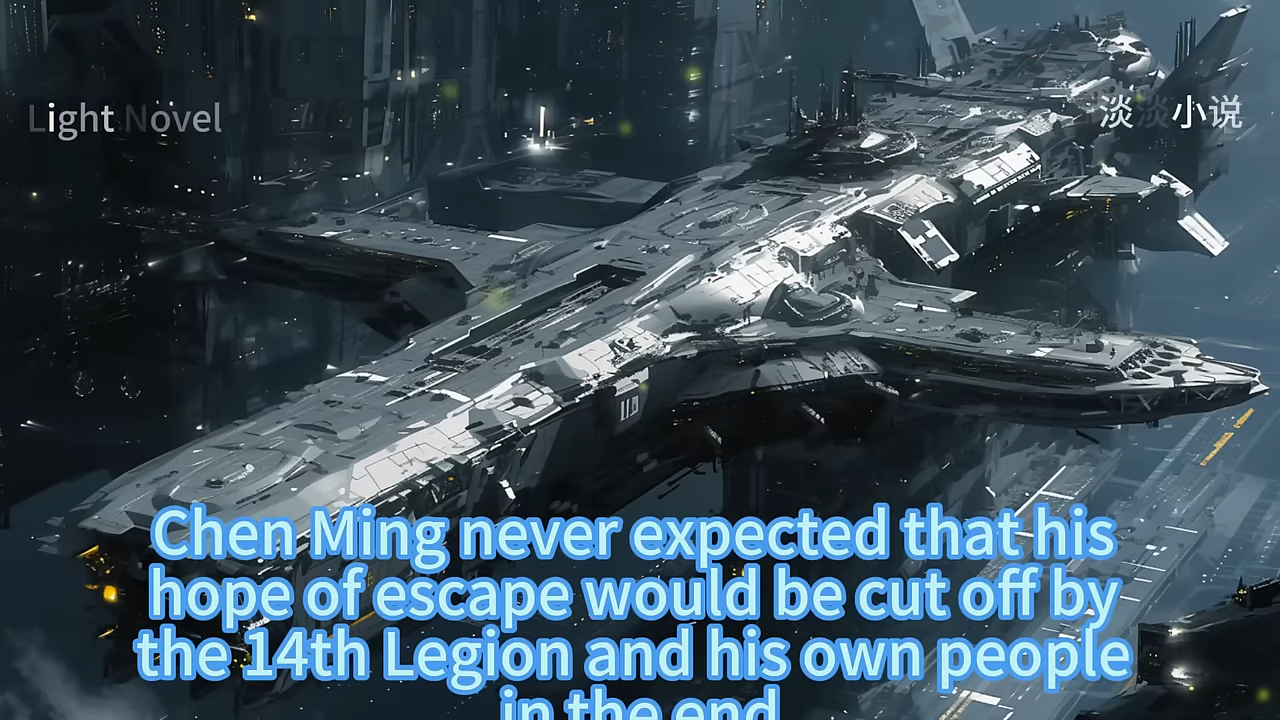 Light Novel
淡淡小说
Chen Ming never expected that his
hope of escape would be cut off by
the 14th Legion and his own people
in the end